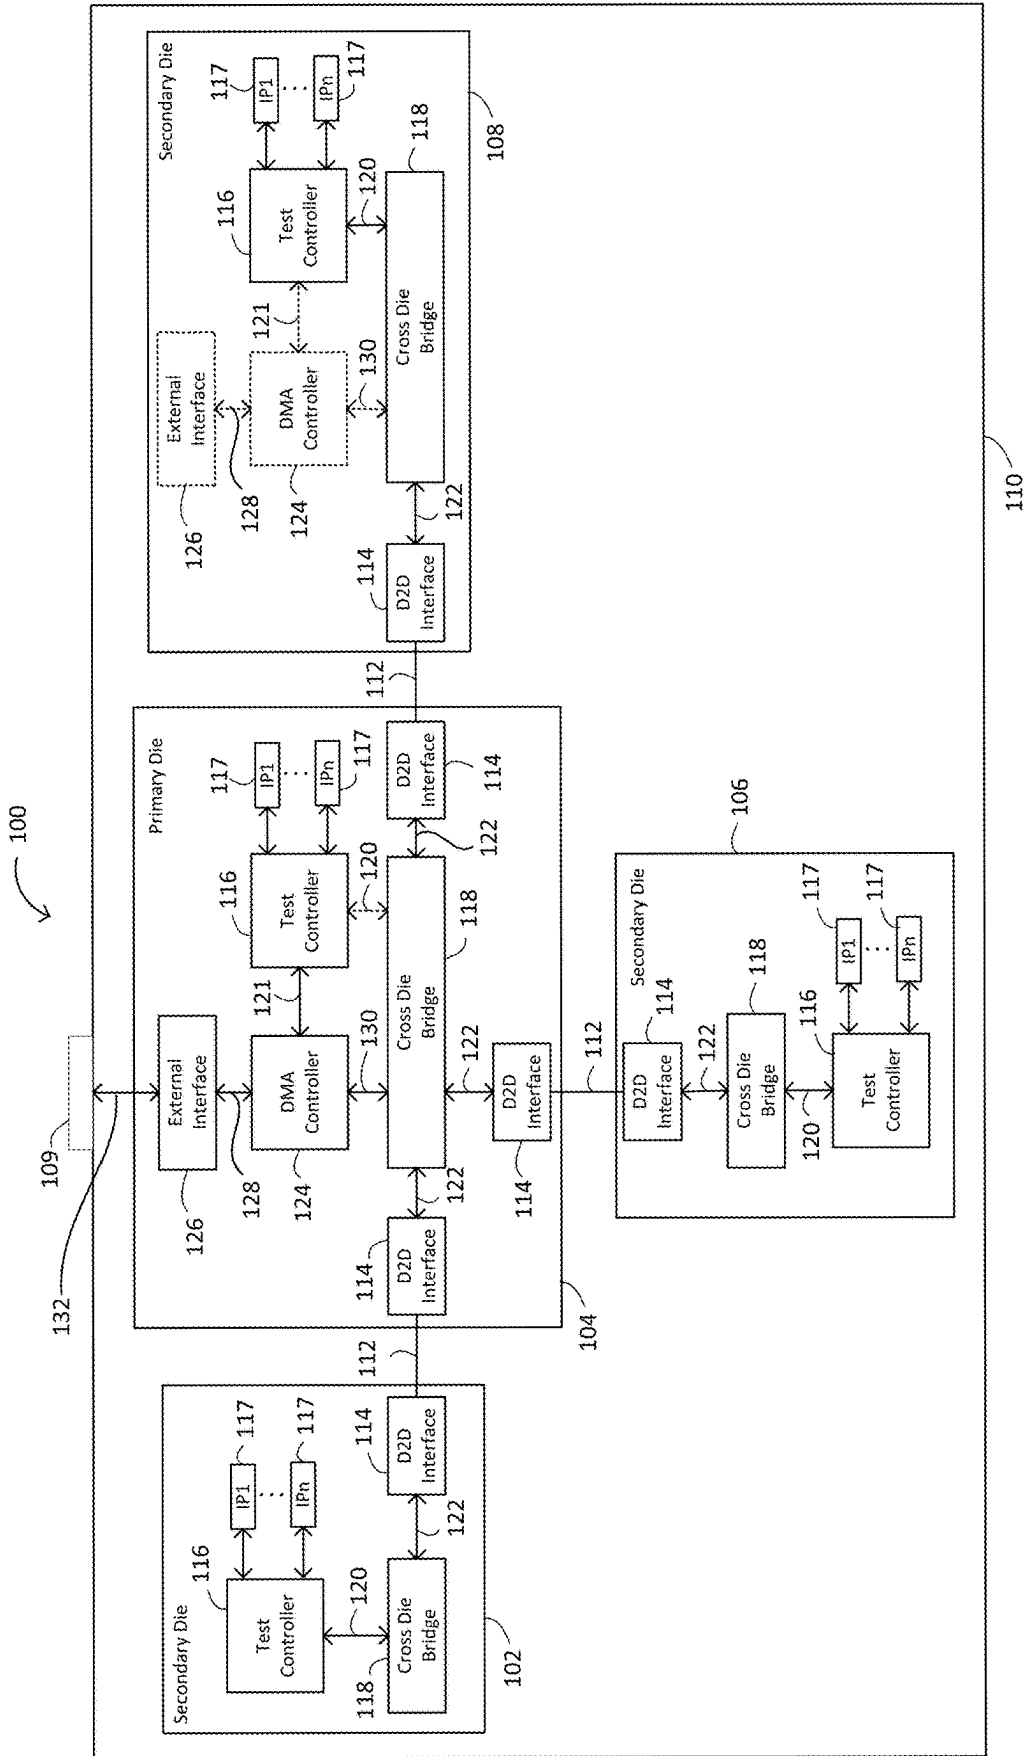 100
109
132
110
Secondary Die
116
Test
Controller
117
IP1
117
IPn
120
118
Cross Die
Bridge
122
114
D2D
Interface
102
112
Primary Die
126
External
Interface
128
124
DMA
Controller
121
116
Test
Controller
117
IP1
117
IPn
130
120
118
Cross Die
Bridge
114
D2D
Interface
122
122
122
D2D
Interface
114
D2D
Interface
114
104
112
112
Secondary Die
126
External
Interface
128
124
DMA
Controller
121
116
Test
Controller
117
IP1
117
IPn
130
120
118
Cross Die
Bridge
122
114
D2D
Interface
108
Secondary Die
106
114
D2D
Interface
122
118
Cross Die
Bridge
120
116
Test
Controller
117
IP1
117
IPn